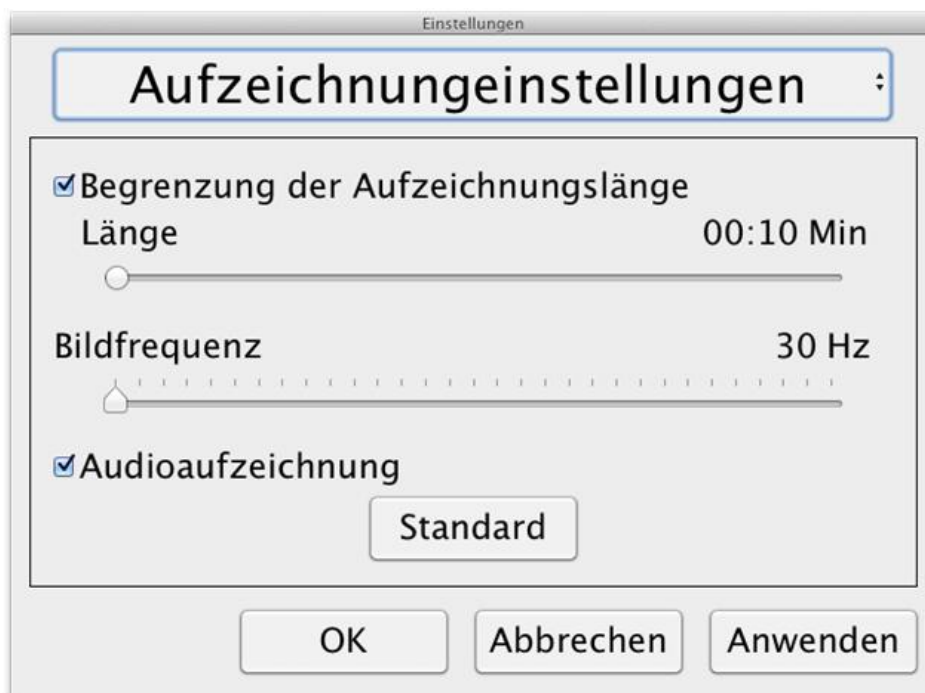 Einstellungen
Aufzeichnungeinstellungen
Begrenzung der Aufzeichnungslänge
Länge 00:10 Min
Bildfrequenz 30 Hz
Audioaufzeichnung
Standard
OK Abbrechen Anwenden